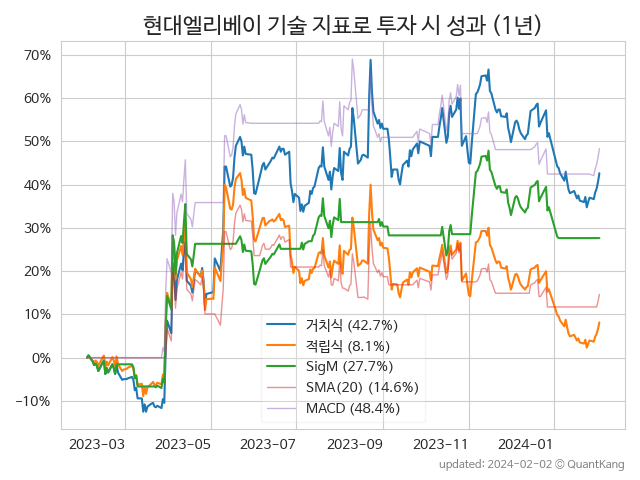 현대엘리베이 기술 지표로 투자 시 성과 (1년)
70%
60%
50%
40%
30%
20%
10%
0%
−10%
거치식 (42.7%)
적립식 (8.1%)
SigM (27.7%)
SMA(20) (14.6%)
MACD (48.4%)
2023−03 2023−05 2023−07 2023−09 2023−11 2024−01
updated: 2024-02-02 © QuantKang